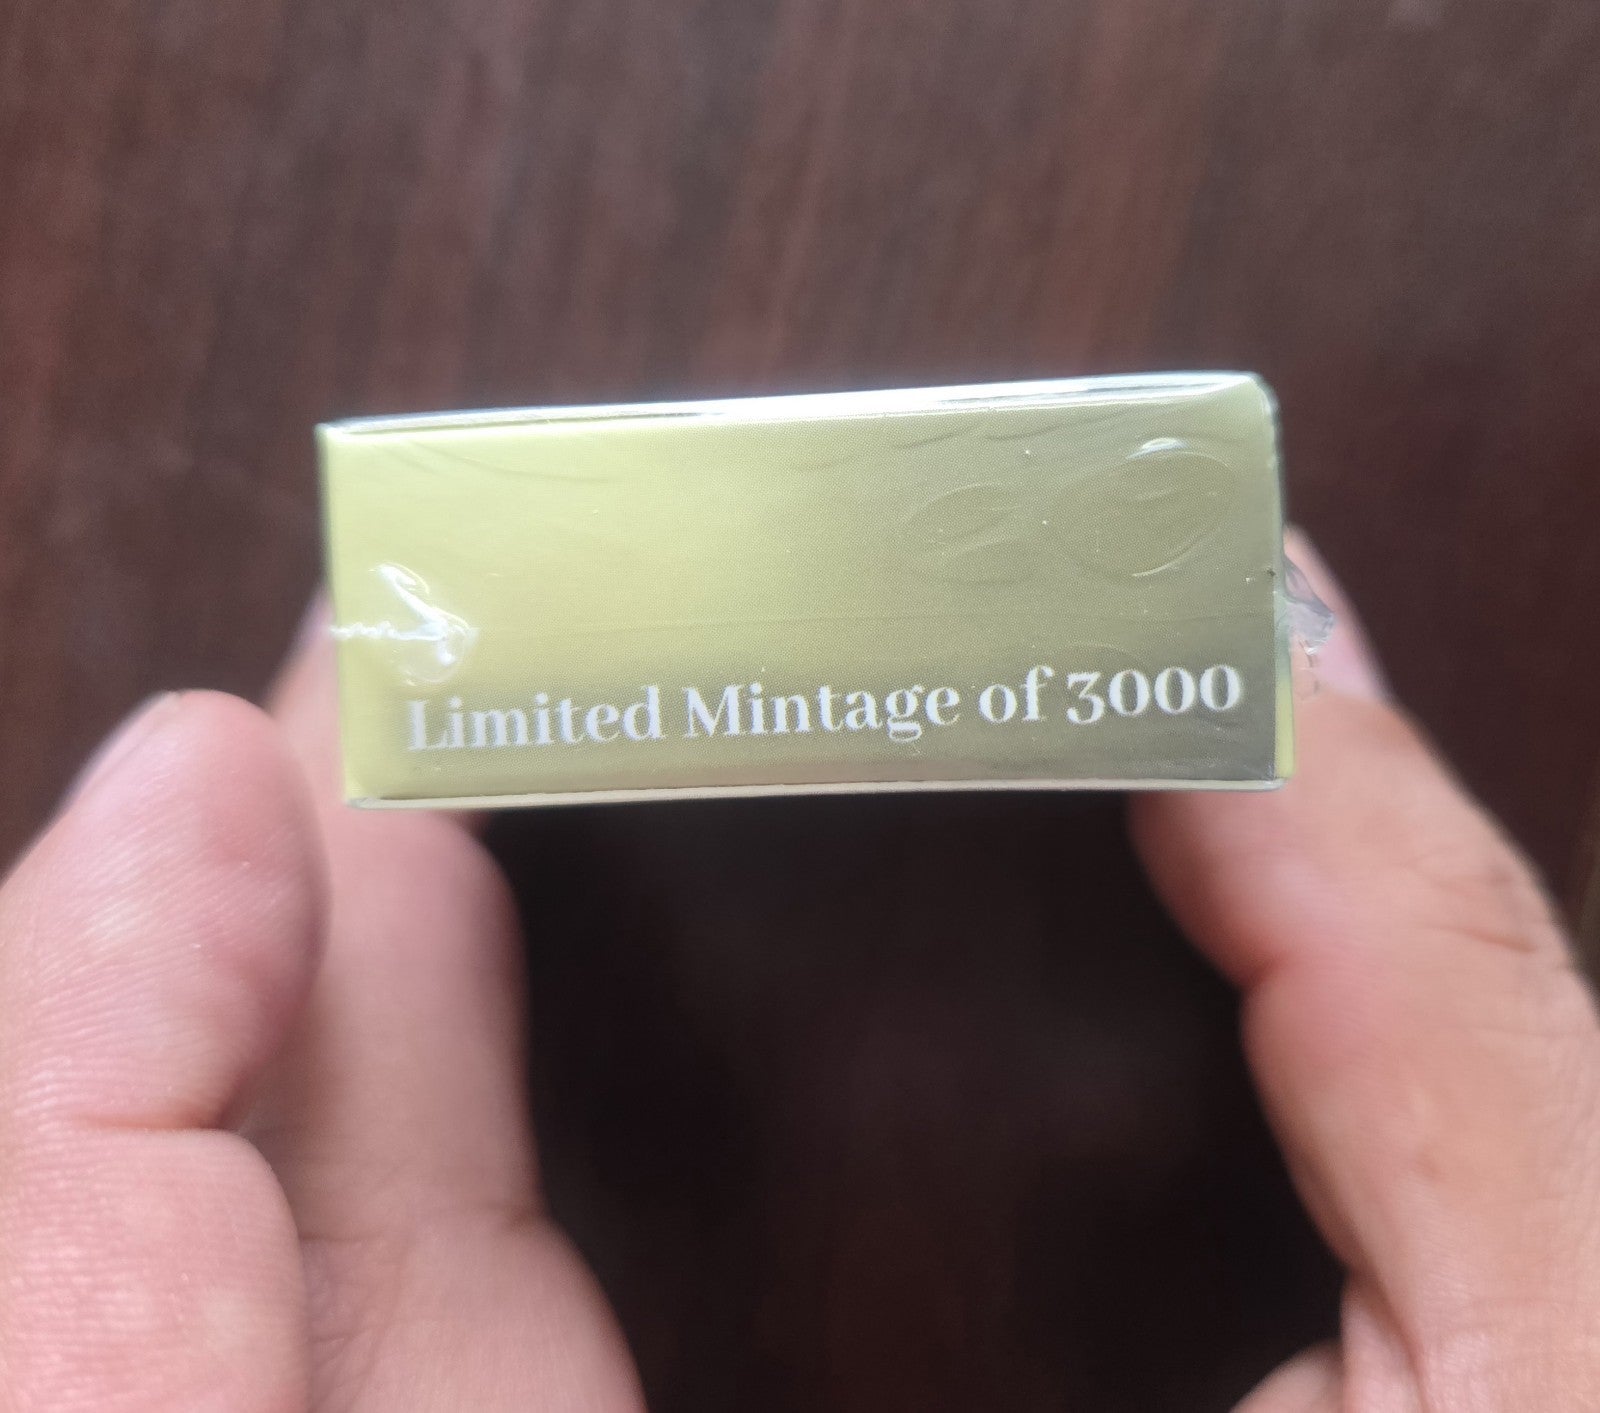 Limited Mintage of 3000